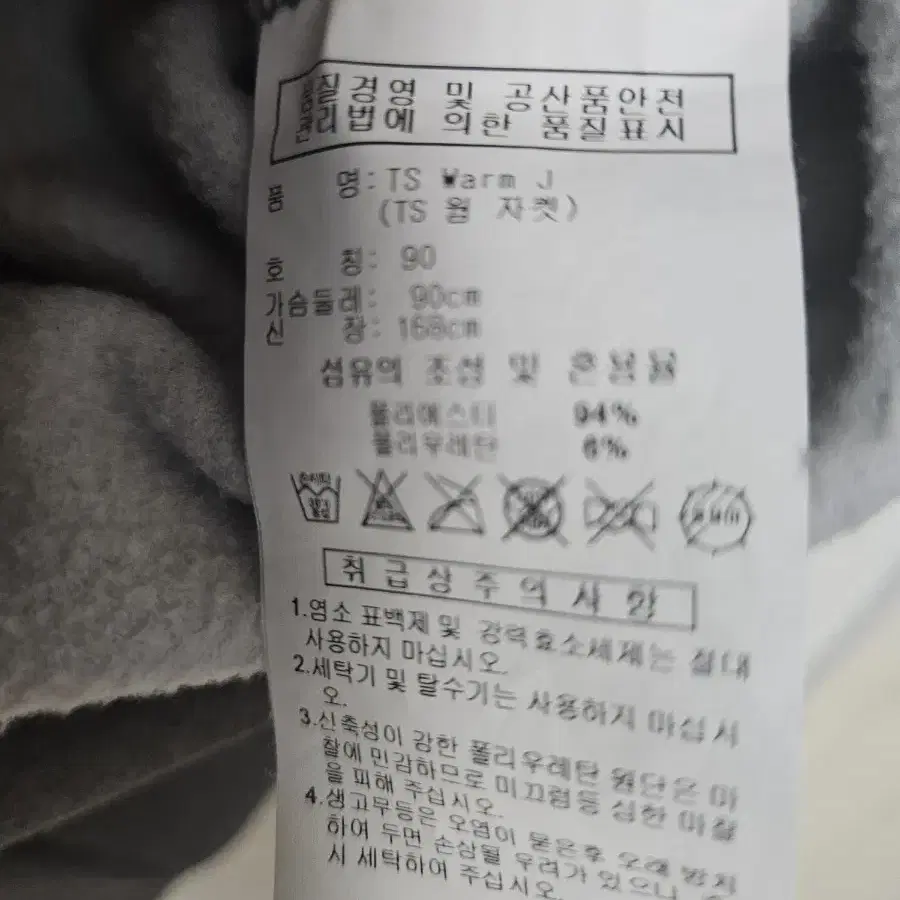 품질경영 및 공산품안전
관리법에 의한 품질표시
품 명: TS Warm J
(TS 웜 자켓)
호 칭: 90
가슴둘레: 90cm
신 장: 168cm
섬유의 조성 및 혼용율
폴리에스터 94%
폴리우레탄 6%
취급상주의사항
1.염소 표백제 및 강력효소세제는 절대
사용하지 마십시오.
2.세탁기 및 탈수기는 사용하지 마십시
오.
3.신축성이 강한 폴리우레탄 원단은 마
찰에 민감하므로 미끄럼등 심한 마찰
을 피해 주십시오.
4.생고무등은 오염이 묻은후 오래 방치
하여 두면 손상될 우려가 있으니
시 세탁하여 주십시오.